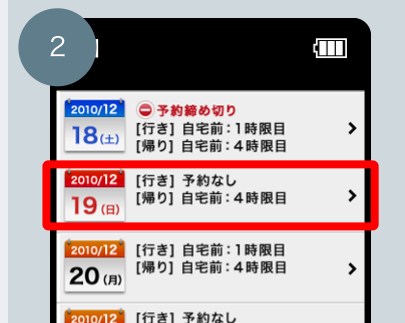 2
2010/12
18(土)
予約締め切り
[行き] 自宅前:1時限目
[帰り] 自宅前:4時限目
2010/12
19(日)
[行き] 予約なし
[帰り] 自宅前:4時限目
2010/12
20(月)
[行き] 自宅前:1時限目
[帰り] 自宅前:4時限目
2010/12
[行き] 予約なし